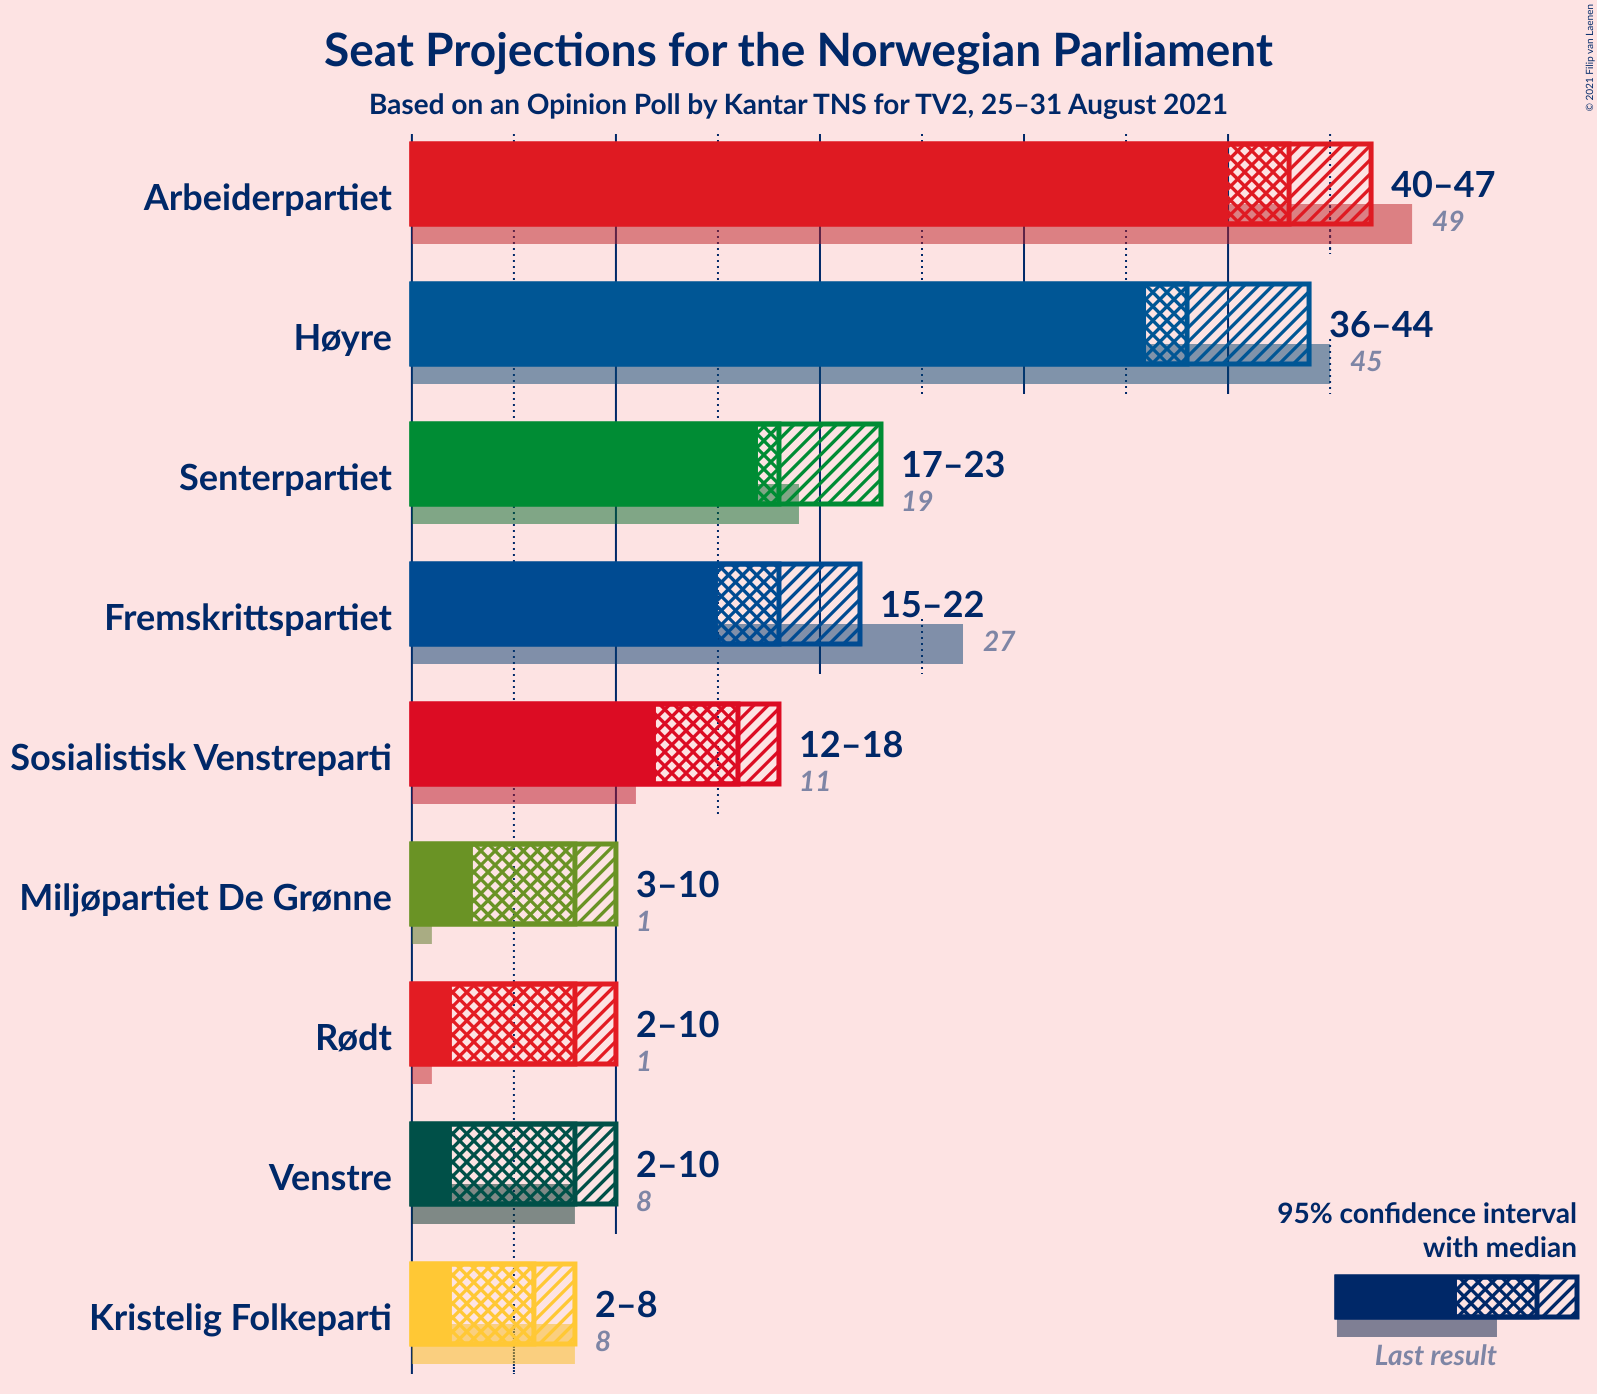 Seat Projections for the Norwegian Parliament
Based on an Opinion Poll by Kantar TNS for TV2, 25–31 August 2021
© 2021 Filip van Laenen
Arbeiderpartiet
40–47
49
Høyre
36–44
45
Senterpartiet
17–23
19
Fremskrittspartiet
15–22
27
Sosialistisk Venstreparti
12–18
11
Miljøpartiet De Grønne
3–10
1
Rødt
2–10
1
Venstre
2–10
8
Kristelig Folkeparti
2–8
8
95% confidence interval
with median
Last result